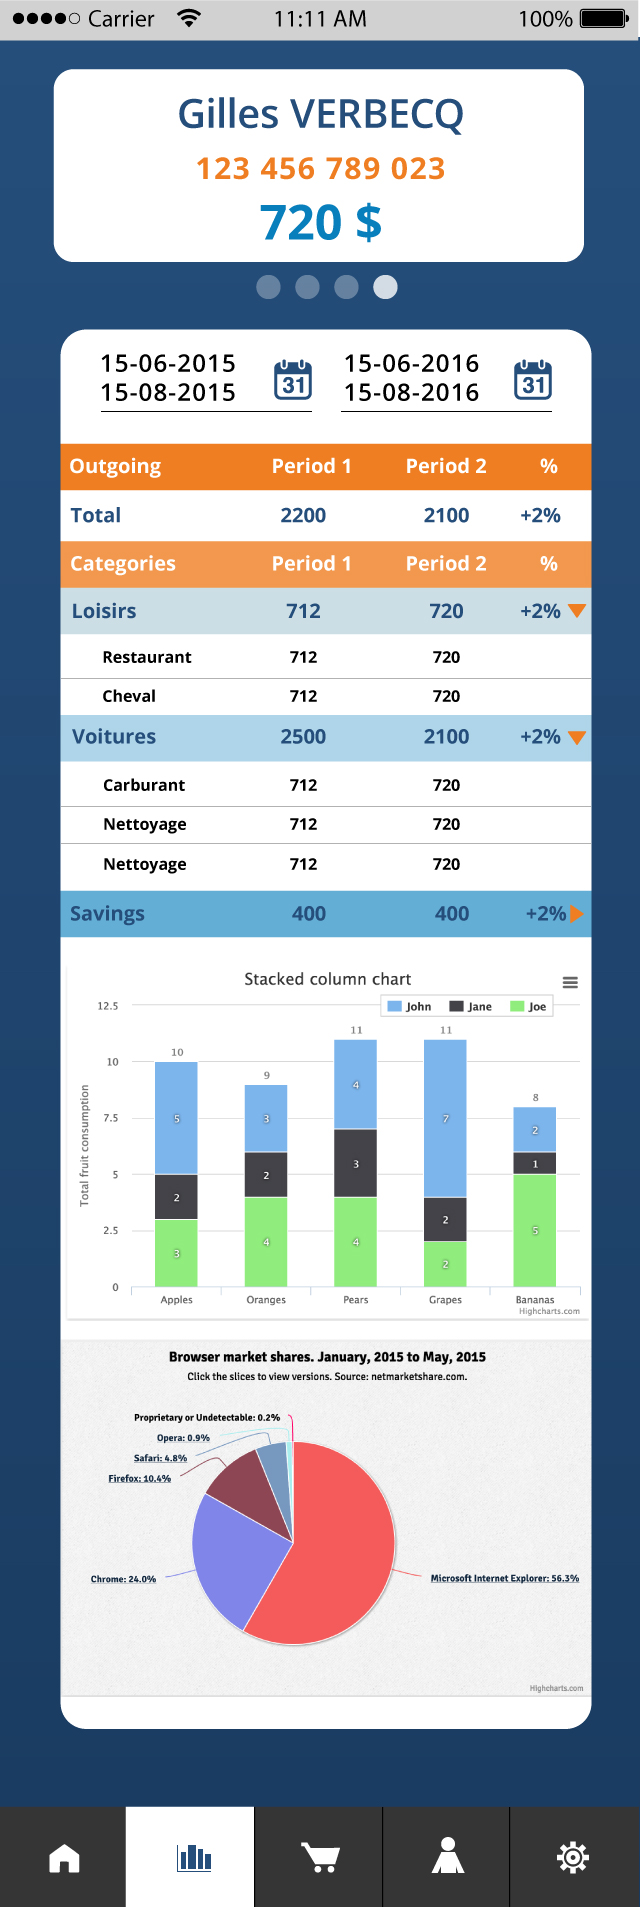 Carrier 11:11 AM 100%
Gilles VERBECQ
123 456 789 023
720 $
15-06-2015 15-06-2016
15-08-2015 31 15-08-2016 31
Outgoing Period 1 Period 2 %
Total 2200 2100 +2%
Categories Period 1 Period 2 %
Loisirs 712 720 +2%
Restaurant 712 720
Cheval 712 720
Voitures 2500 2100 +2%
Carburant 712 720
Nettoyage 712 720
Nettoyage 712 720
Savings 400 400 +2%
Stacked column chart
John Jane Joe
Total fruit consumption
12.5
10
7.5
5
2.5
0
10 9 11 11 8
5 3 4 7 2
2 2 3 2 1
3 4 4 2 5
Apples Oranges Pears Grapes Bananas
Highcharts.com
Browser market shares. January, 2015 to May, 2015
Click the slices to view versions. Source: netmarketshare.com.
Proprietary or Undetectable: 0.2%
Opera: 0.9%
Safari: 4.8%
Firefox: 10.4%
Chrome: 24.0% Microsoft Internet Explorer: 56.3%
Highcharts.com